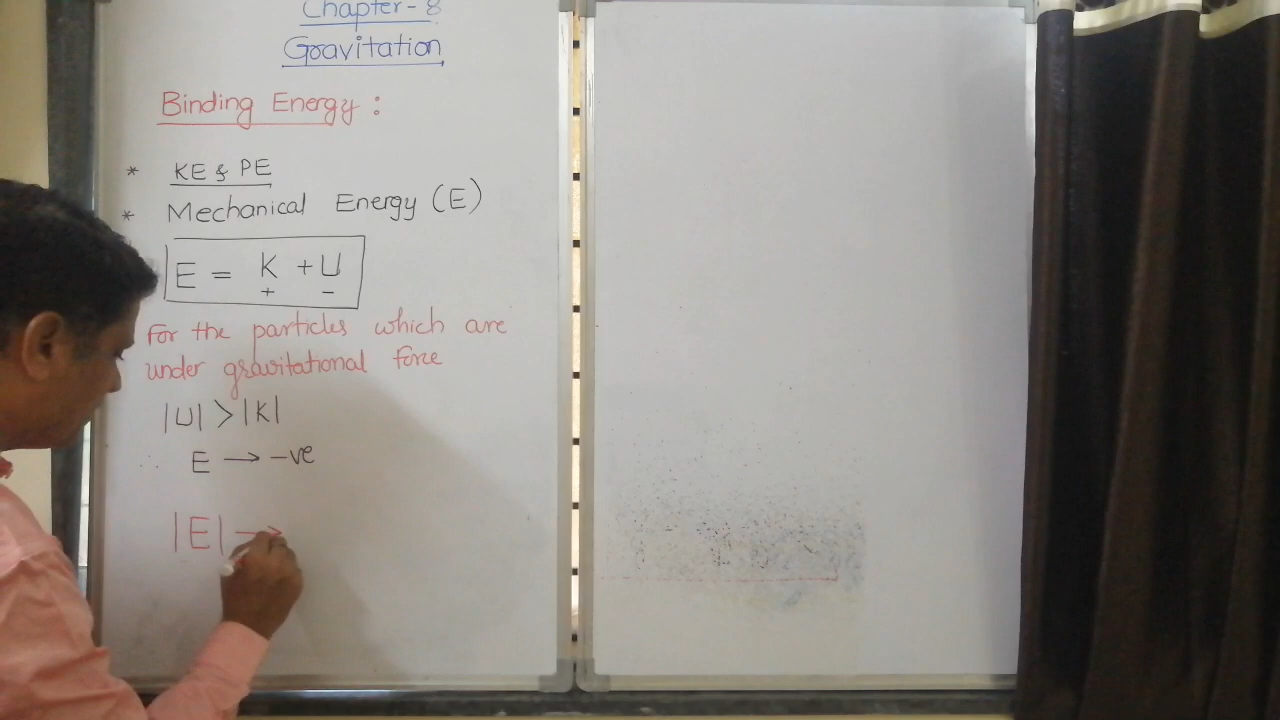 Chapter - 8
Gravitation
Binding Energy :
* KE & PE
* Mechanical Energy (E)
E = K + U
+ -
For the particles which are
under gravitational force
|U| > |K|
E → -ve
|E| →